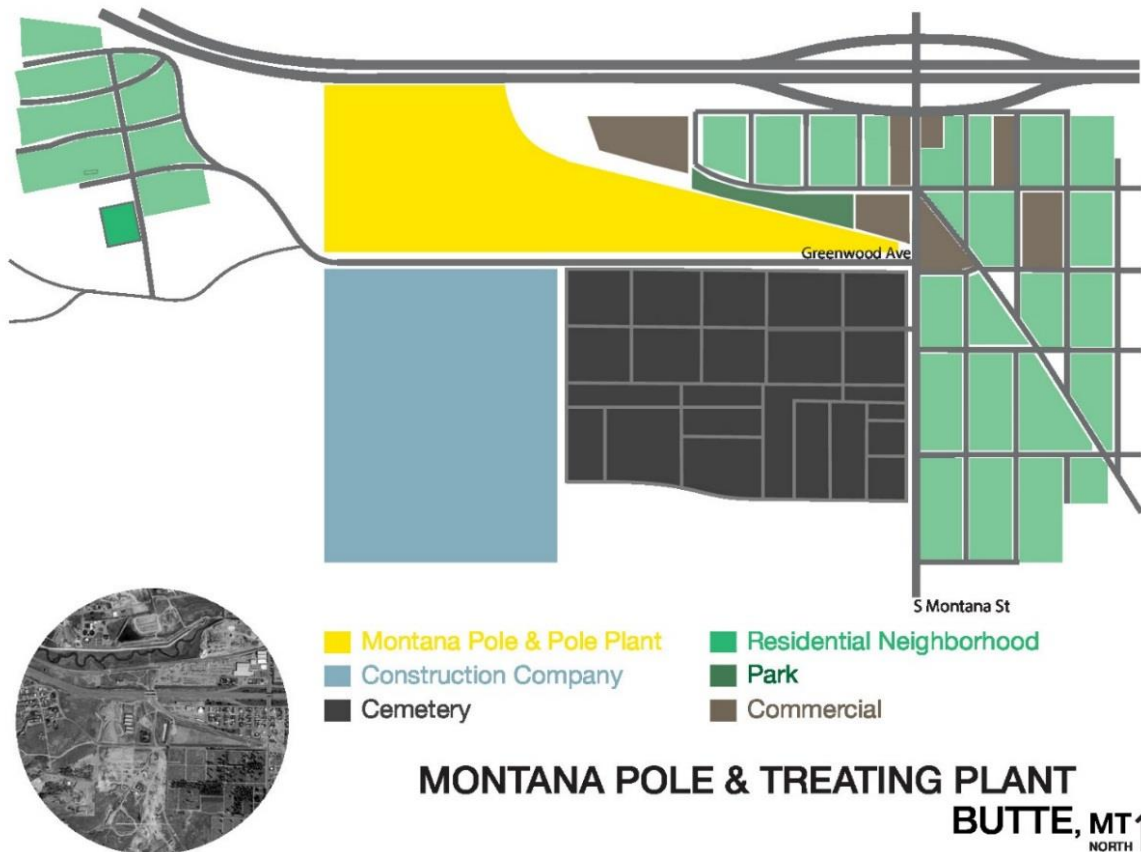 Greenwood Ave
S Montana St
Montana Pole & Pole Plant
Construction Company
Cemetery
Residential Neighborhood
Park
Commercial
MONTANA POLE & TREATING PLANT
BUTTE, MT
NORTH